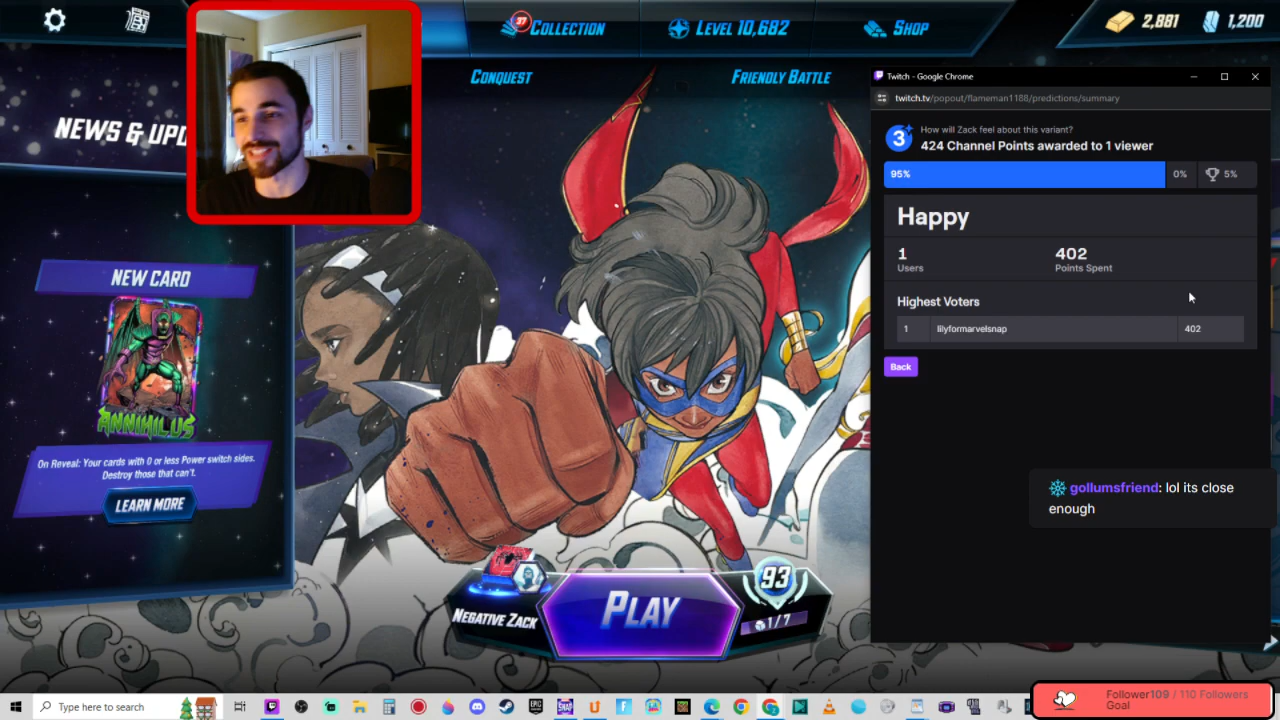 37
COLLECTION
LEVEL 10,682
SHOP
2,881
1,200
CONQUEST
FRIENDLY BATTLE
NEWS & UP
NEW CARD
ANNIHILUS
On Reveal: Your cards with 0 or less Power switch sides.
Destroy those that can't.
LEARN MORE
NEGATIVE ZACK
PLAY
93
1/7
Twitch - Google Chrome
twitch.tv/popout/flameman1188/predictions/summary
3
How will Zack feel about this variant?
424 Channel Points awarded to 1 viewer
95%
0%
5%
Happy
1
402
Users
Points Spent
Highest Voters
1
lilyformarvelsnap
402
Back
gollumsfriend: lol its close
enough
Type here to search
Follower
109 / 110 Followers
Goal